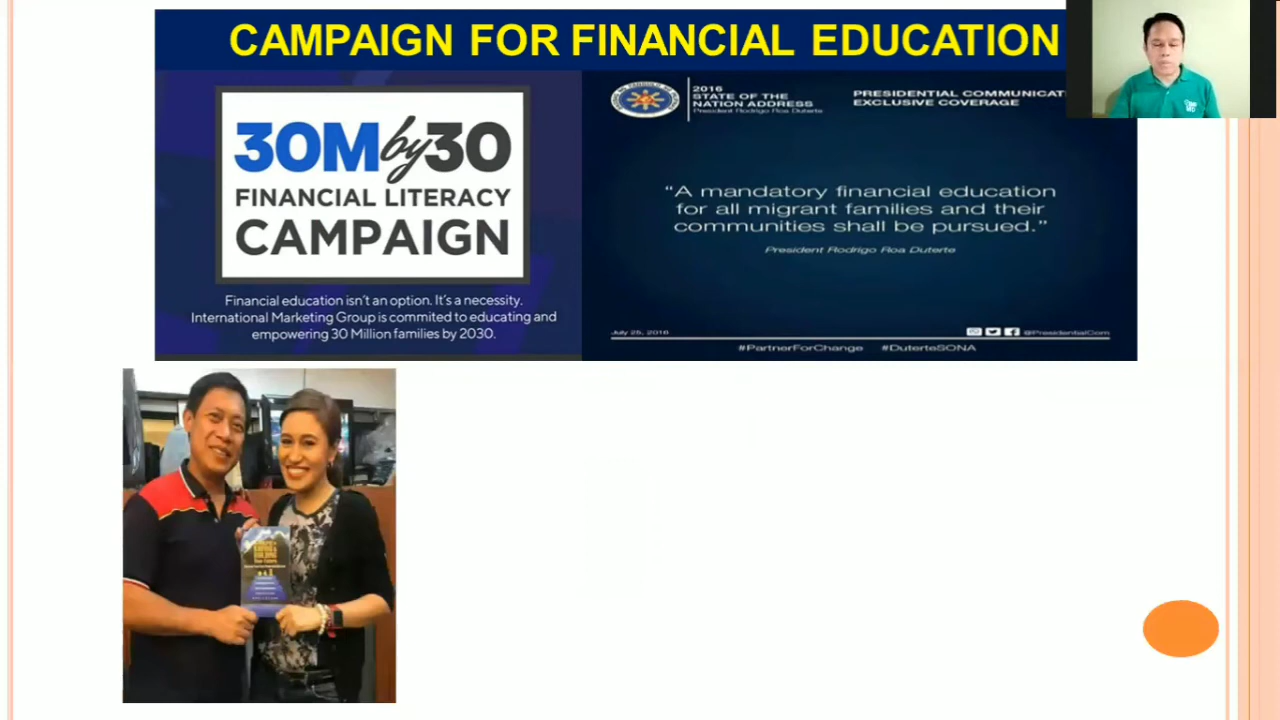 CAMPAIGN FOR FINANCIAL EDUCATION
30M by 30
FINANCIAL LITERACY
CAMPAIGN
Financial education isn't an option. It's a necessity.
International Marketing Group is commited to educating and
empowering 30 Million families by 2030.
2016
STATE OF THE
NATION ADDRESS
President Rodrigo Roa Duterte
PRESIDENTIAL COMMUNICAT
EXCLUSIVE COVERAGE
"A mandatory financial education
for all migrant families and their
communities shall be pursued."
President Rodrigo Roa Duterte
July 25, 2016
@PresidentialCom
#PartnerForChange #DuterteSONA